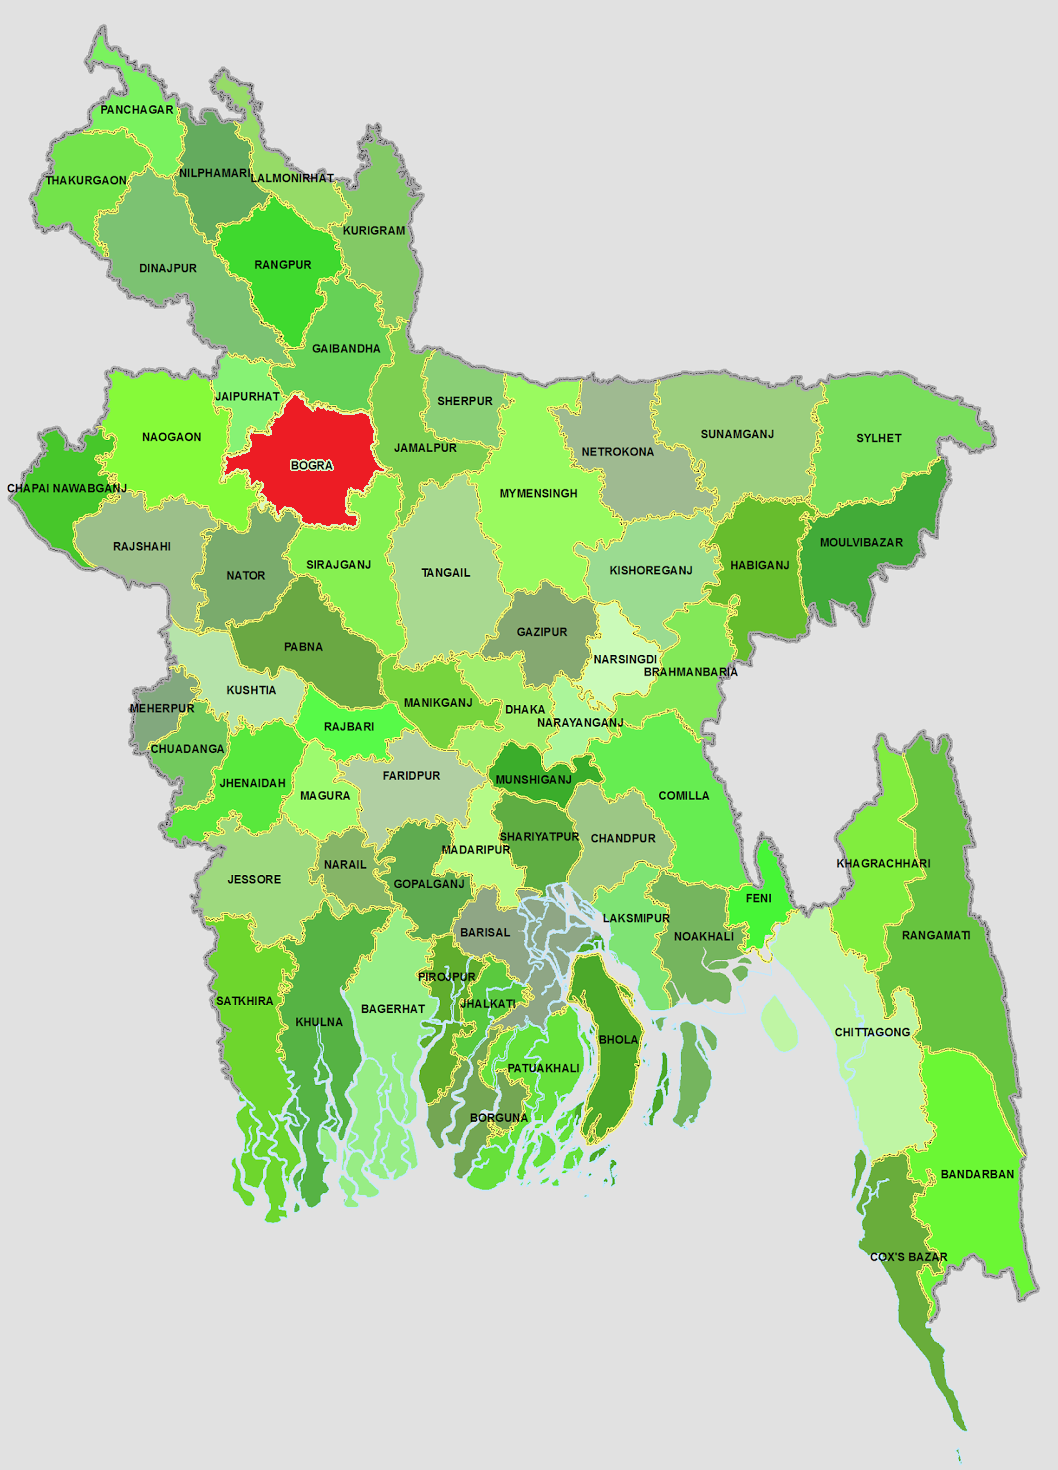 PANCHAGAR
THAKURGAON
NILPHAMARI
LALMONIRHAT
KURIGRAM
DINAJPUR
RANGPUR
GAIBANDHA
JAIPURHAT
SHERPUR
NAOGAON
BOGRA
JAMALPUR
NETROKONA
SUNAMGANJ
SYLHET
CHAPAI NAWABGANJ
MYMENSINGH
RAJSHAHI
NATOR
SIRAJGANJ
TANGAIL
KISHOREGANJ
HABIGANJ
MOULVIBAZAR
PABNA
GAZIPUR
NARSINGDI
BRAHMANBARIA
KUSHTIA
MEHERPUR
RAJBARI
MANIKGANJ
DHAKA
NARAYANGANJ
CHUADANGA
JHENAIDAH
MAGURA
FARIDPUR
MUNSHIGANJ
COMILLA
SHARIYATPUR
CHANDPUR
MADARIPUR
NARAIL
JESSORE
GOPALGANJ
KHAGRACHHARI
FENI
LAKSMIPUR
NOAKHALI
RANGAMATI
BARISAL
PIROJPUR
JHALKATI
SATKHIRA
KHULNA
BAGERHAT
CHITTAGONG
BHOLA
PATUAKHALI
BORGUNA
BANDARBAN
COX'S BAZAR